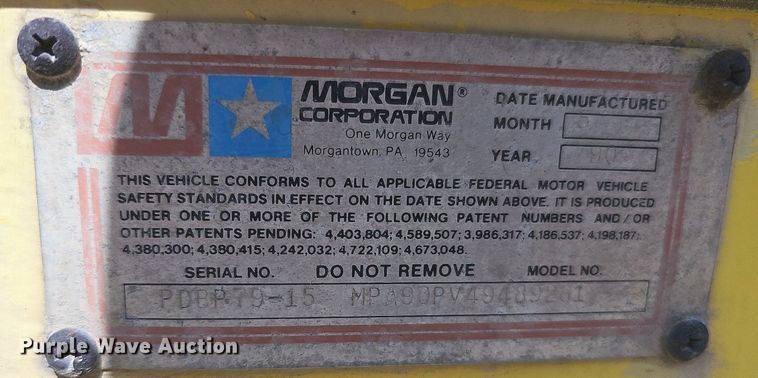 MORGAN®
CORPORATION
One Morgan Way
Morgantown, PA 19543
DATE MANUFACTURED
MONTH
YEAR 90
THIS VEHICLE CONFORMS TO ALL APPLICABLE FEDERAL MOTOR VEHICLE
SAFETY STANDARDS IN EFFECT ON THE DATE SHOWN ABOVE. IT IS PRODUCED
UNDER ONE OR MORE OF THE FOLLOWING PATENT NUMBERS AND/OR
OTHER PATENTS PENDING: 4,403,804; 4,589,507; 3,986,317; 4,186,537; 4,198,187;
4,380,300; 4,380,415; 4,242,032; 4,722,109; 4,673,048.
SERIAL NO. DO NOT REMOVE MODEL NO.
Purple Wave Auction